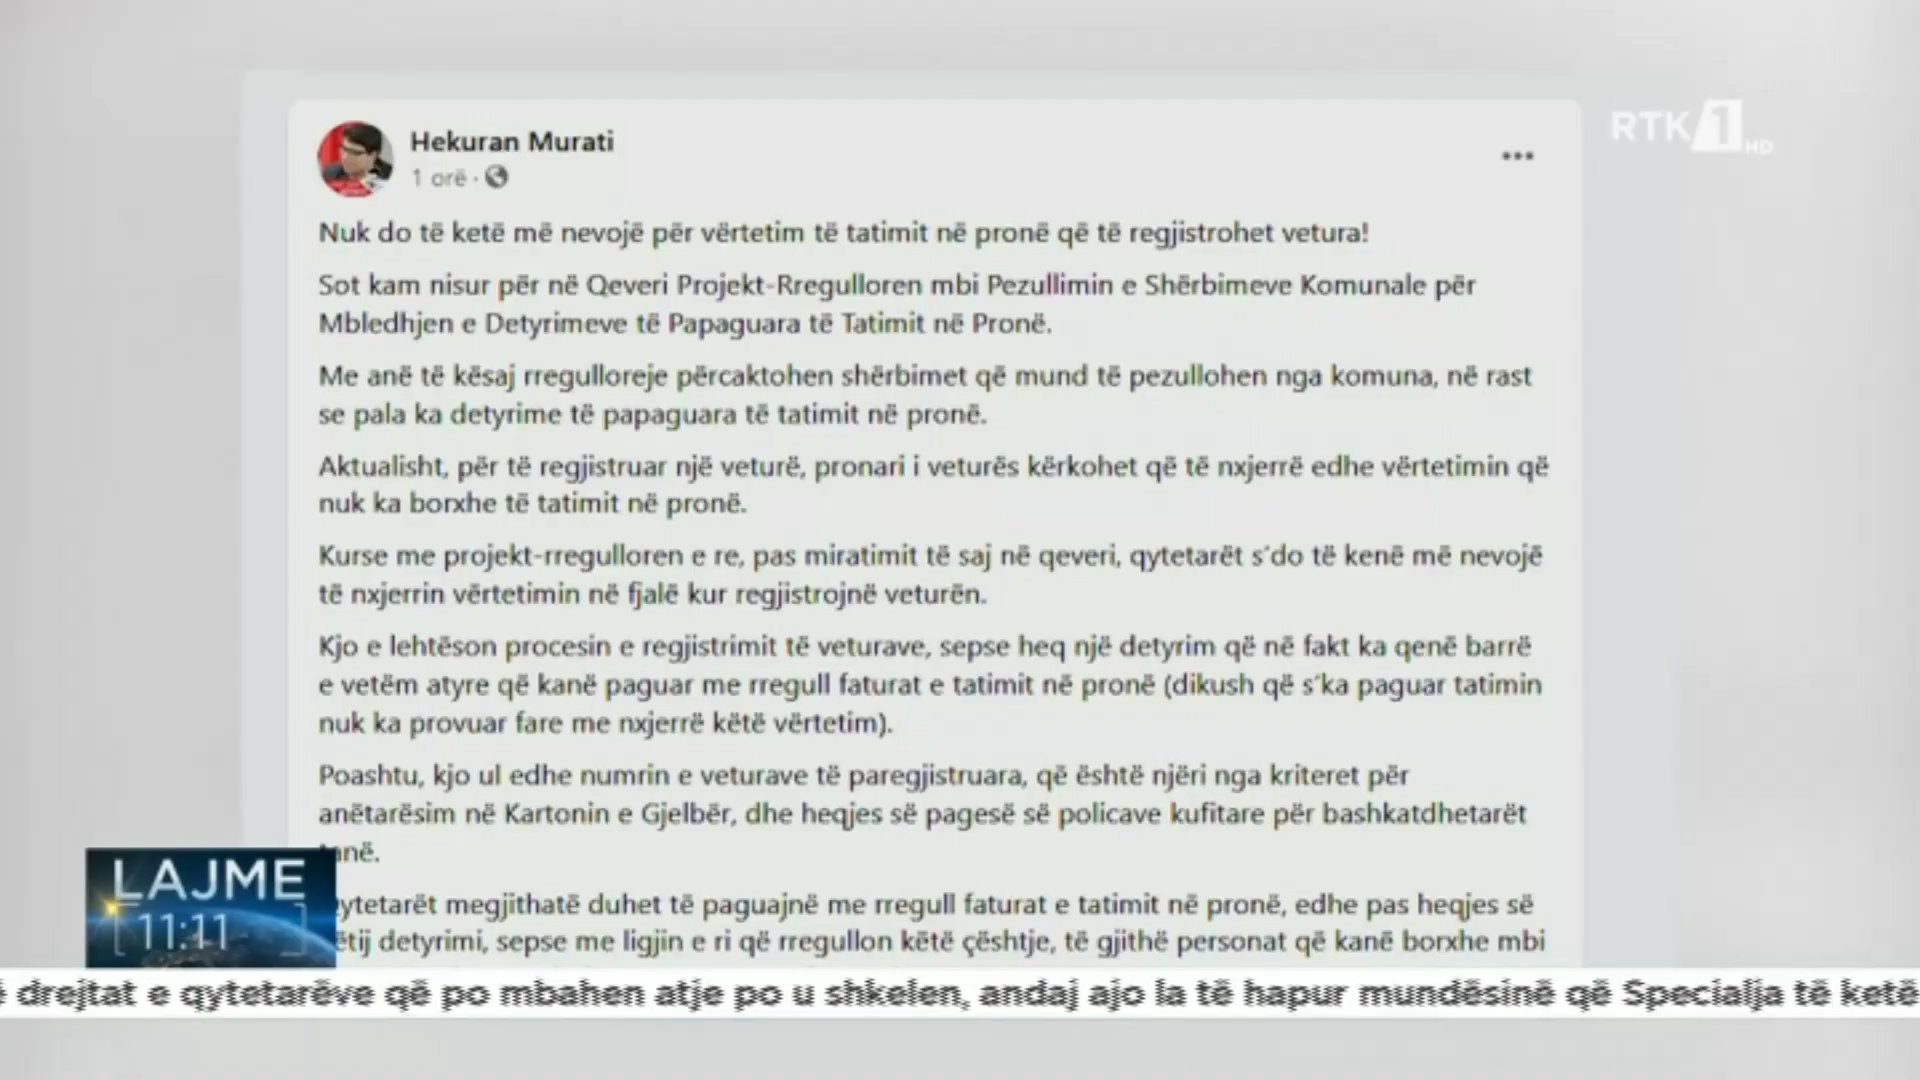 RTK 1 HD
Hekuran Murati
1 orë ·
Nuk do të ketë më nevojë për vërtetim të tatimit në pronë që të regjistrohet vetura!
Sot kam nisur për në Qeveri Projekt-Rregulloren mbi Pezullimin e Shërbimeve Komunale për
Mbledhjen e Detyrimeve të Papaguara të Tatimit në Pronë.
Me anë të kësaj rregulloreje përcaktohen shërbimet që mund të pezullohen nga komuna, në rast
se pala ka detyrime të papaguara të tatimit në pronë.
Aktualisht, për të regjistruar një veturë, pronari i veturës kërkohet që të nxjerrë edhe vërtetimin që
nuk ka borxhe të tatimit në pronë.
Kurse me projekt-rregulloren e re, pas miratimit të saj në qeveri, qytetarët s'do të kenë më nevojë
të nxjerrin vërtetimin në fjalë kur regjistrojnë veturën.
Kjo e lehtëson procesin e regjistrimit të veturave, sepse heq një detyrim që në fakt ka qenë barrë
e vetëm atyre që kanë paguar me rregull faturat e tatimit në pronë (dikush që s'ka paguar tatimin
nuk ka provuar fare me nxjerrë këtë vërtetim).
Poashtu, kjo ul edhe numrin e veturave të paregjistruara, që është njëri nga kriteret për
anëtarësim në Kartonin e Gjelbër, dhe heqjes së pagesë së policave kufitare për bashkatdhetarët
anë.
ytetarët megjithatë duhet të paguajnë me rregull faturat e tatimit në pronë, edhe pas heqjes së
ëtij detyrimi, sepse me ligjin e ri që rregullon këtë çështje, të gjithë personat që kanë borxhe mbi
LAJME
11:11
drejtat e qytetarëve që po mbahen atje po u shkelen, andaj ajo la të hapur mundësinë që Specialja të ketë